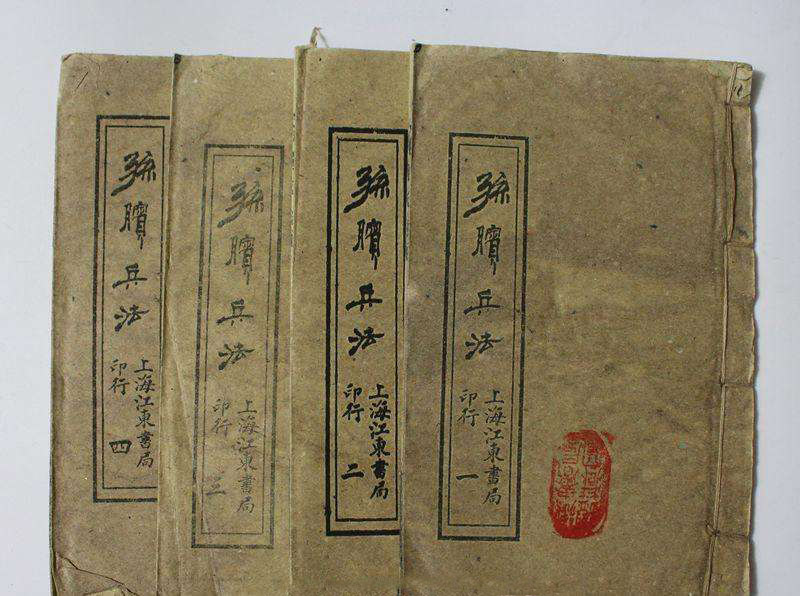 孫臏兵法
上海江東書局
印行 一
孫臏兵法
上海江東書局
印行 二
孫臏兵法
上海江東書局
印行 三
孫臏兵法
上海江東書局
印行 四